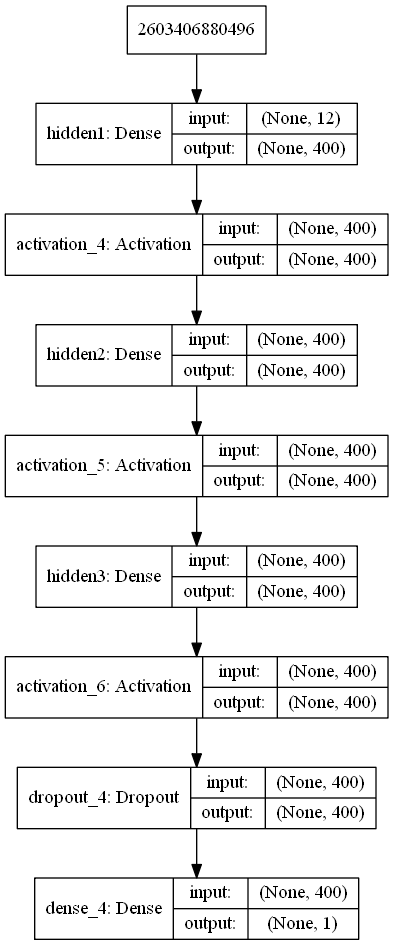 2603406880496
hidden1: Dense
input: (None, 12)
output: (None, 400)
activation_4: Activation
input: (None, 400)
output: (None, 400)
hidden2: Dense
input: (None, 400)
output: (None, 400)
activation_5: Activation
input: (None, 400)
output: (None, 400)
hidden3: Dense
input: (None, 400)
output: (None, 400)
activation_6: Activation
input: (None, 400)
output: (None, 400)
dropout_4: Dropout
input: (None, 400)
output: (None, 400)
dense_4: Dense
input: (None, 400)
output: (None, 1)